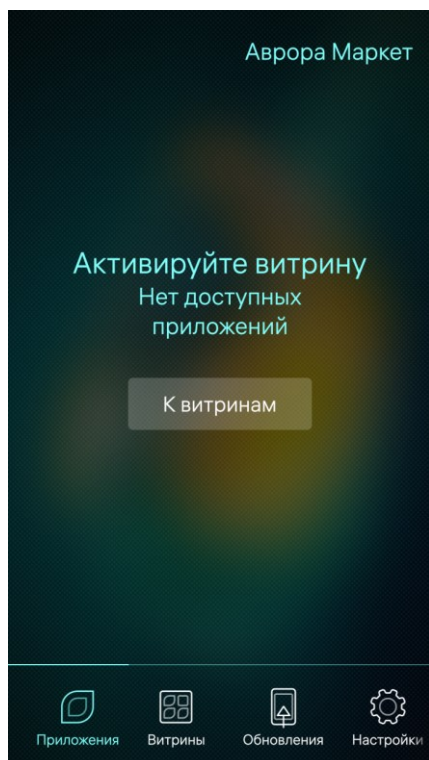 Аврора Маркет
Активируйте витрину
Нет доступных
приложений
К витринам
Приложения Витрины Обновления Настройки